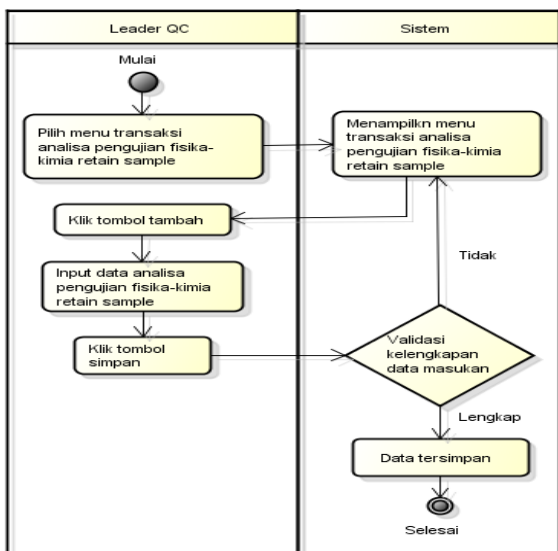 Leader QC
Sistem
Mulai
Pilih menu transaksi
analisa pengujian fisika-
kimia retain sample
Menampilkn menu
transaksi analisa
pengujian fisika-kimia
retain sample
Klik tombol tambah
Input data analisa
pengujian fisika-kimia
retain sample
Klik tombol
simpan
Validasi
kelengkapan
data masukan
Tidak
Lengkap
Data tersimpan
Selesai